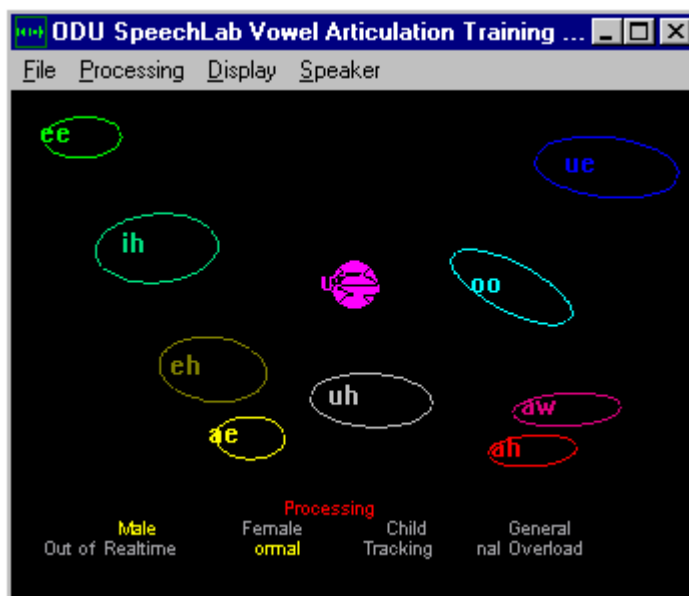 ODU SpeechLab Vowel Articulation Training ...
File Processing Display Speaker
ee
ue
ih
oo
eh
uh
aw
ae
ah
Processing
Male Female Child General
Out of Realtime ormal Tracking nal Overload